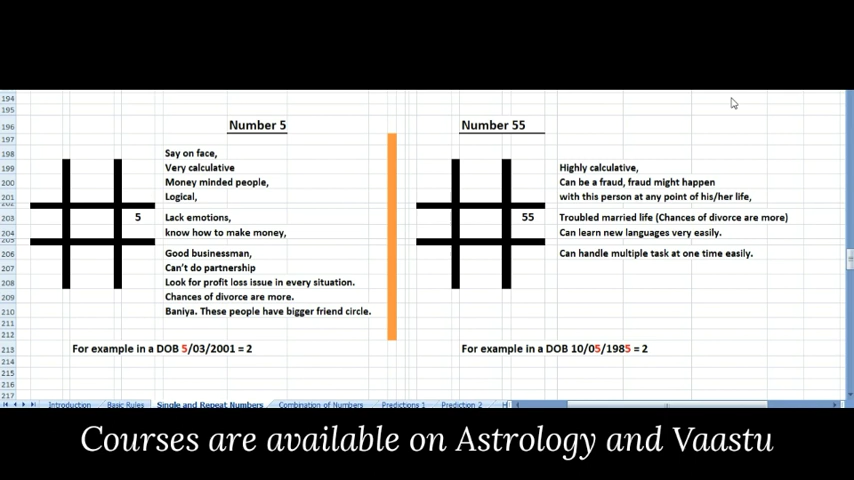 194
195
196
197
198
199
200
201
202
203
204
205
206
207
208
209
210
211
212
213
214
215
216
217
Number 5
Say on face,
Very calculative
Money minded people,
Logical,
5
Lack emotions,
know how to make money,
Good businessman,
Can't do partnership
Look for profit loss issue in every situation.
Chances of divorce are more.
Baniya. These people have bigger friend circle.
For example in a DOB 5/03/2001 = 2
Number 55
Highly calculative,
Can be a fraud, fraud might happen
with this person at any point of his/her life,
55
Troubled married life (Chances of divorce are more)
Can learn new languages very easily.
Can handle multiple task at one time easily.
For example in a DOB 10/05/1985 = 2
Introduction Basic Rules Single and Repeat Numbers Combination of Numbers Predictions 1 Prediction 2
Courses are available on Astrology and Vaastu